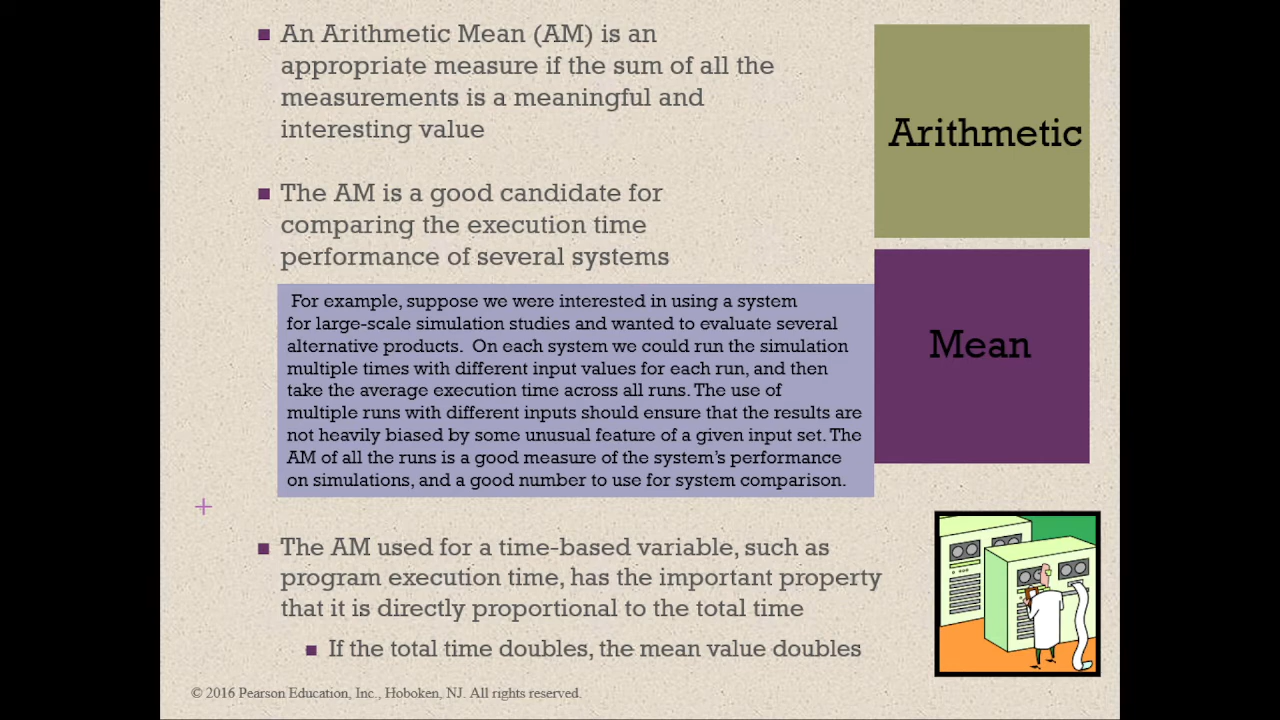 ■ An Arithmetic Mean (AM) is an
appropriate measure if the sum of all the
measurements is a meaningful and
interesting value
■ The AM is a good candidate for
comparing the execution time
performance of several systems
For example, suppose we were interested in using a system
for large-scale simulation studies and wanted to evaluate several
alternative products. On each system we could run the simulation
multiple times with different input values for each run, and then
take the average execution time across all runs. The use of
multiple runs with different inputs should ensure that the results are
not heavily biased by some unusual feature of a given input set. The
AM of all the runs is a good measure of the system's performance
on simulations, and a good number to use for system comparison.
+
■ The AM used for a time-based variable, such as
program execution time, has the important property
that it is directly proportional to the total time
■ If the total time doubles, the mean value doubles
© 2016 Pearson Education, Inc., Hoboken, NJ. All rights reserved.
Arithmetic
Mean